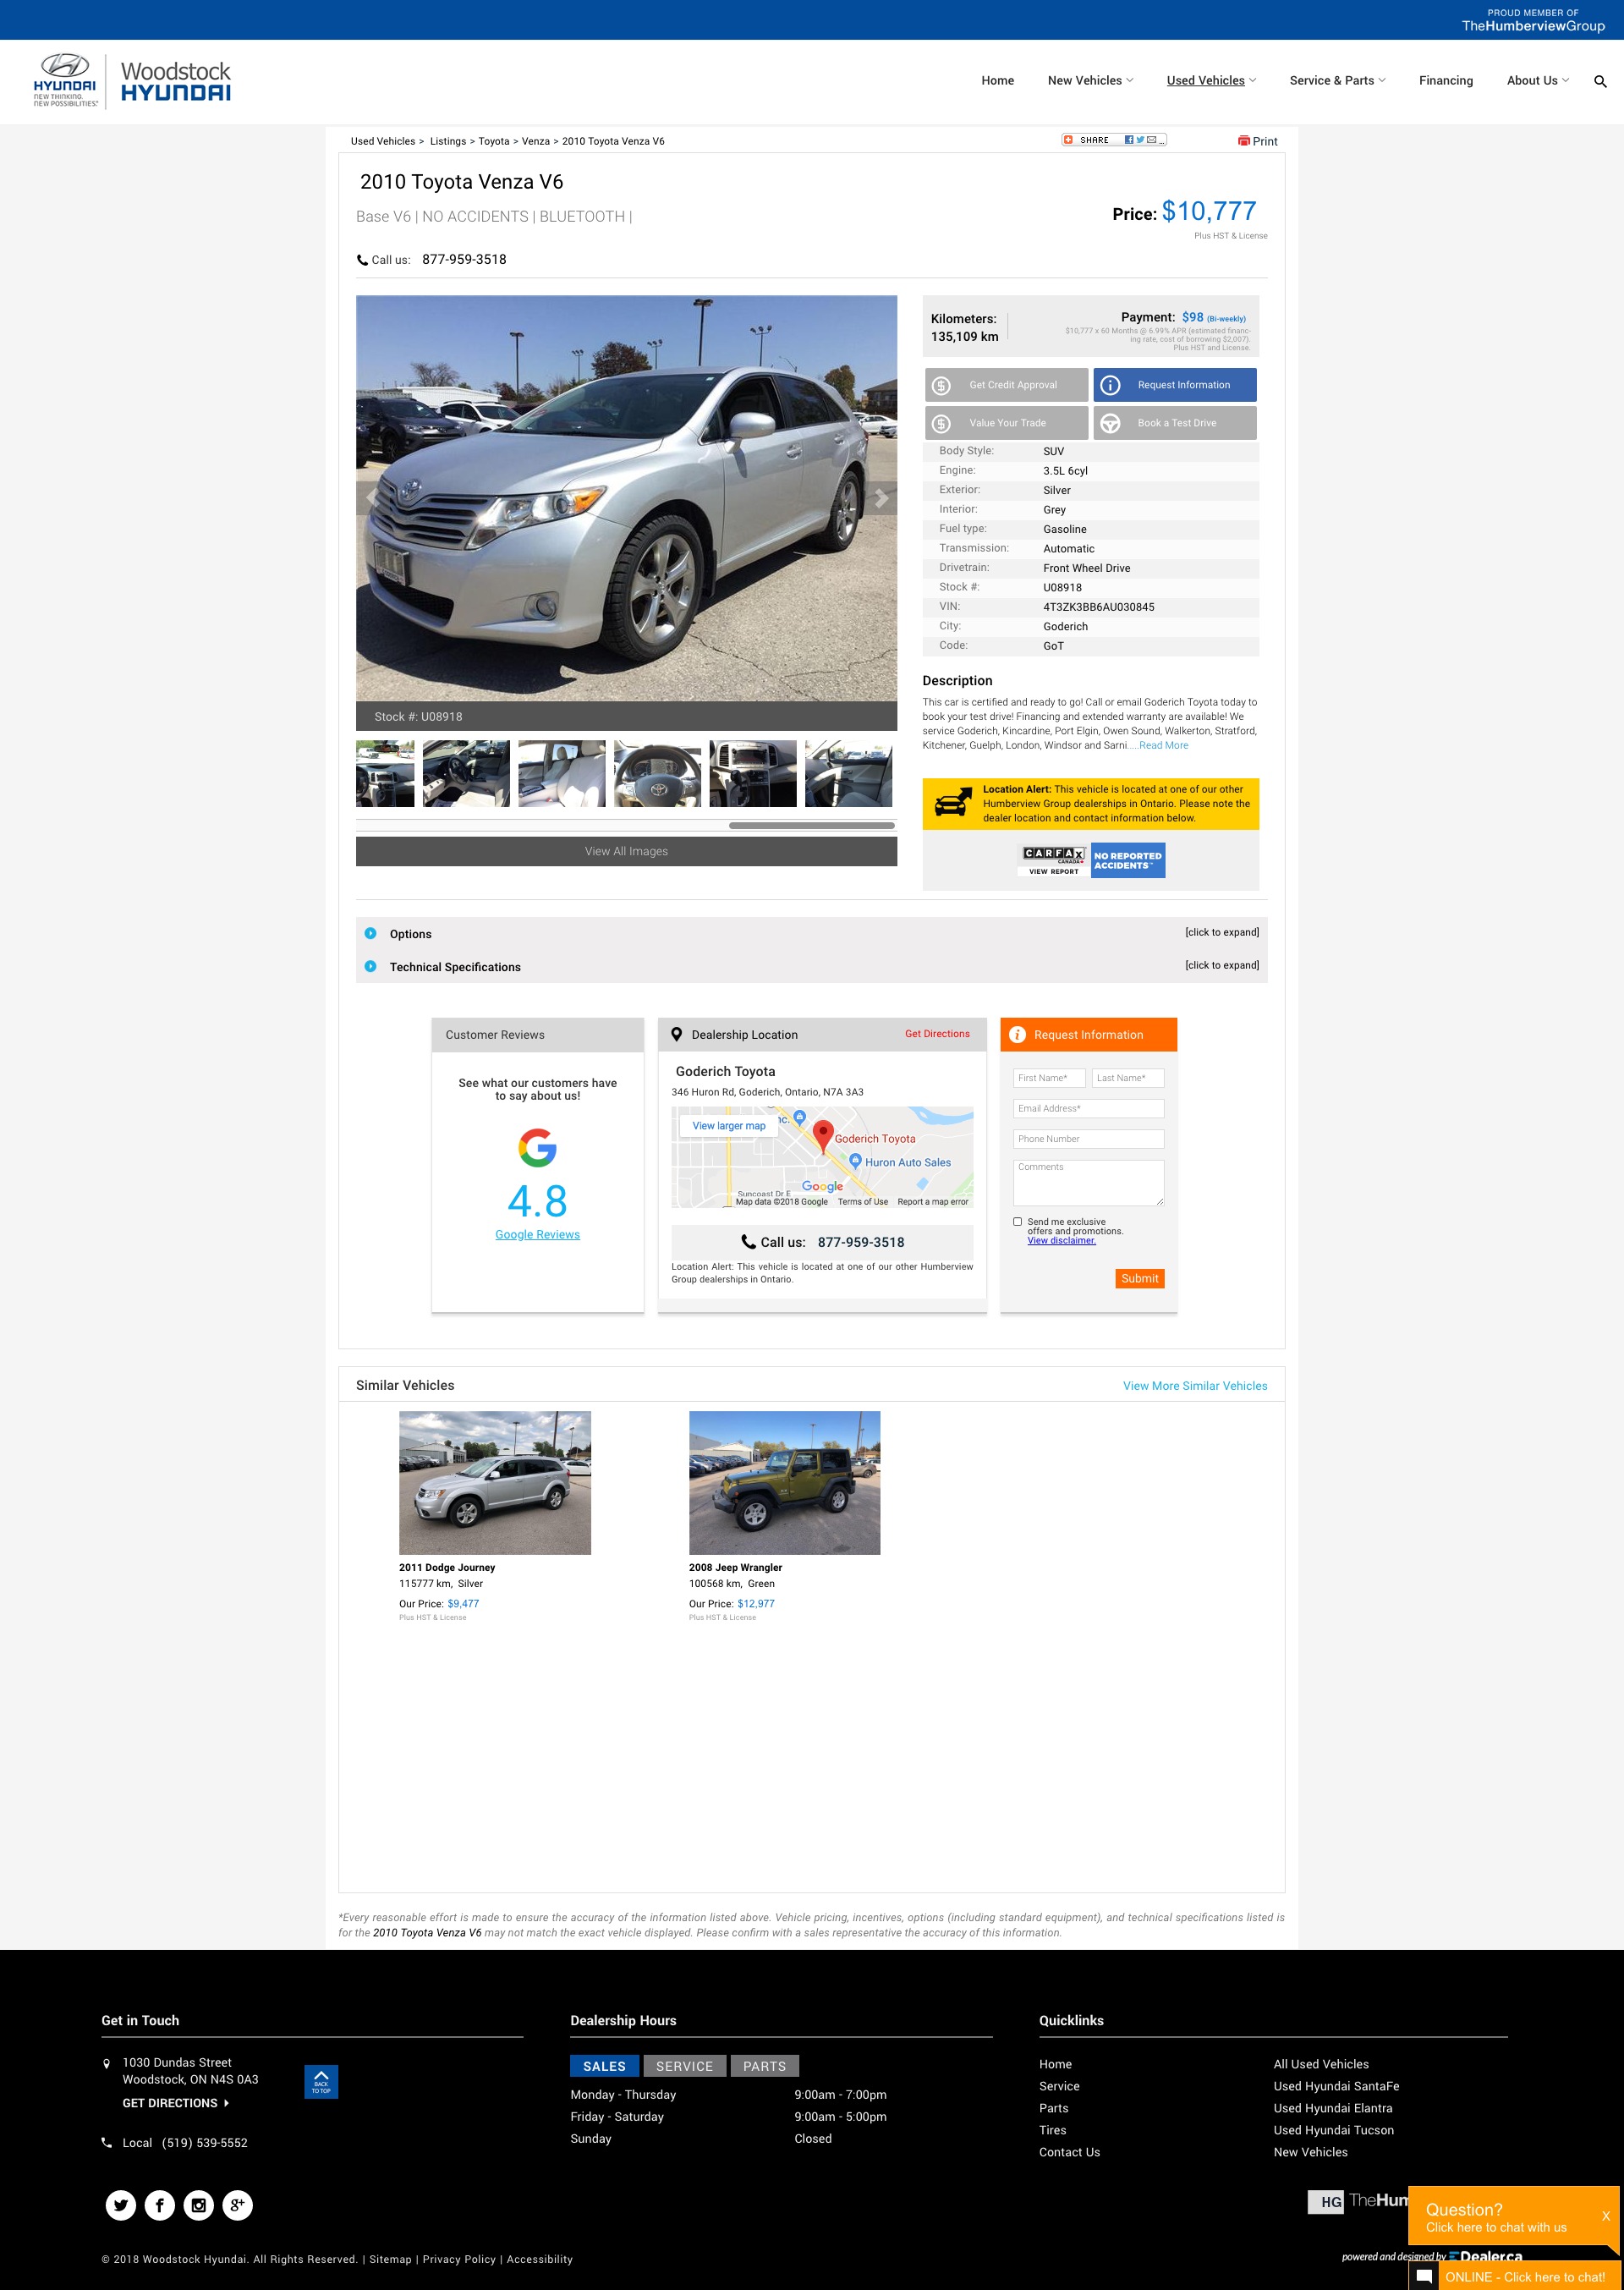 PROUD MEMBER OF
TheHumberviewGroup
HYUNDAI
NEW THINKING.
NEW POSSIBILITIES.
Woodstock
HYUNDAI
Home
New Vehicles
Used Vehicles
Service & Parts
Financing
About Us
Used Vehicles > Listings > Toyota > Venza > 2010 Toyota Venza V6
SHARE
Print
2010 Toyota Venza V6
Base V6 | NO ACCIDENTS | BLUETOOTH |
Price: $10,777
Plus HST & License
Call us: 877-959-3518
Kilometers:
135,109 km
Payment: $98 (Bi-weekly)
$10,777 x 60 Months @ 6.99% APR (estimated financ-
ing rate, cost of borrowing $2,007).
Plus HST and License.
Get Credit Approval
Request Information
Value Your Trade
Book a Test Drive
Body Style: SUV
Engine: 3.5L 6cyl
Exterior: Silver
Interior: Grey
Fuel type: Gasoline
Transmission: Automatic
Drivetrain: Front Wheel Drive
Stock #: U08918
VIN: 4T3ZK3BB6AU030845
City: Goderich
Code: GoT
Stock #: U08918
View All Images
Description
This car is certified and ready to go! Call or email Goderich Toyota today to
book your test drive! Financing and extended warranty are available! We
service Goderich, Kincardine, Port Elgin, Owen Sound, Walkerton, Stratford,
Kitchener, Guelph, London, Windsor and Sarni.....Read More
Location Alert: This vehicle is located at one of our other
Humberview Group dealerships in Ontario. Please note the
dealer location and contact information below.
CARFAX
CANADA
VIEW REPORT
NO REPORTED
ACCIDENTS™
Options [click to expand]
Technical Specifications [click to expand]
Customer Reviews
See what our customers have
to say about us!
4.8
Google Reviews
Dealership Location
Get Directions
Goderich Toyota
346 Huron Rd, Goderich, Ontario, N7A 3A3
View larger map
nc.
Goderich Toyota
Huron Auto Sales
Google
Suncoast Dr E
Map data ©2018 Google Terms of Use Report a map error
Call us: 877-959-3518
Location Alert: This vehicle is located at one of our other Humberview
Group dealerships in Ontario.
Request Information
First Name*
Last Name*
Email Address*
Phone Number
Comments
Send me exclusive
offers and promotions.
View disclaimer.
Submit
Similar Vehicles
View More Similar Vehicles
2011 Dodge Journey
115777 km, Silver
Our Price: $9,477
Plus HST & License
2008 Jeep Wrangler
100568 km, Green
Our Price: $12,977
Plus HST & License
*Every reasonable effort is made to ensure the accuracy of the information listed above. Vehicle pricing, incentives, options (including standard equipment), and technical specifications listed is
for the 2010 Toyota Venza V6 may not match the exact vehicle displayed. Please confirm with a sales representative the accuracy of this information.
Get in Touch
1030 Dundas Street
Woodstock, ON N4S 0A3
GET DIRECTIONS
Local (519) 539-5552
BACK
TO TOP
Dealership Hours
SALES
SERVICE
PARTS
Monday - Thursday 9:00am - 7:00pm
Friday - Saturday 9:00am - 5:00pm
Sunday Closed
Quicklinks
Home
Service
Parts
Tires
Contact Us
All Used Vehicles
Used Hyundai SantaFe
Used Hyundai Elantra
Used Hyundai Tucson
New Vehicles
HG TheHum
Question?
Click here to chat with us
X
© 2018 Woodstock Hyundai. All Rights Reserved. | Sitemap | Privacy Policy | Accessibility
powered and designed by EDealer.ca
ONLINE - Click here to chat!